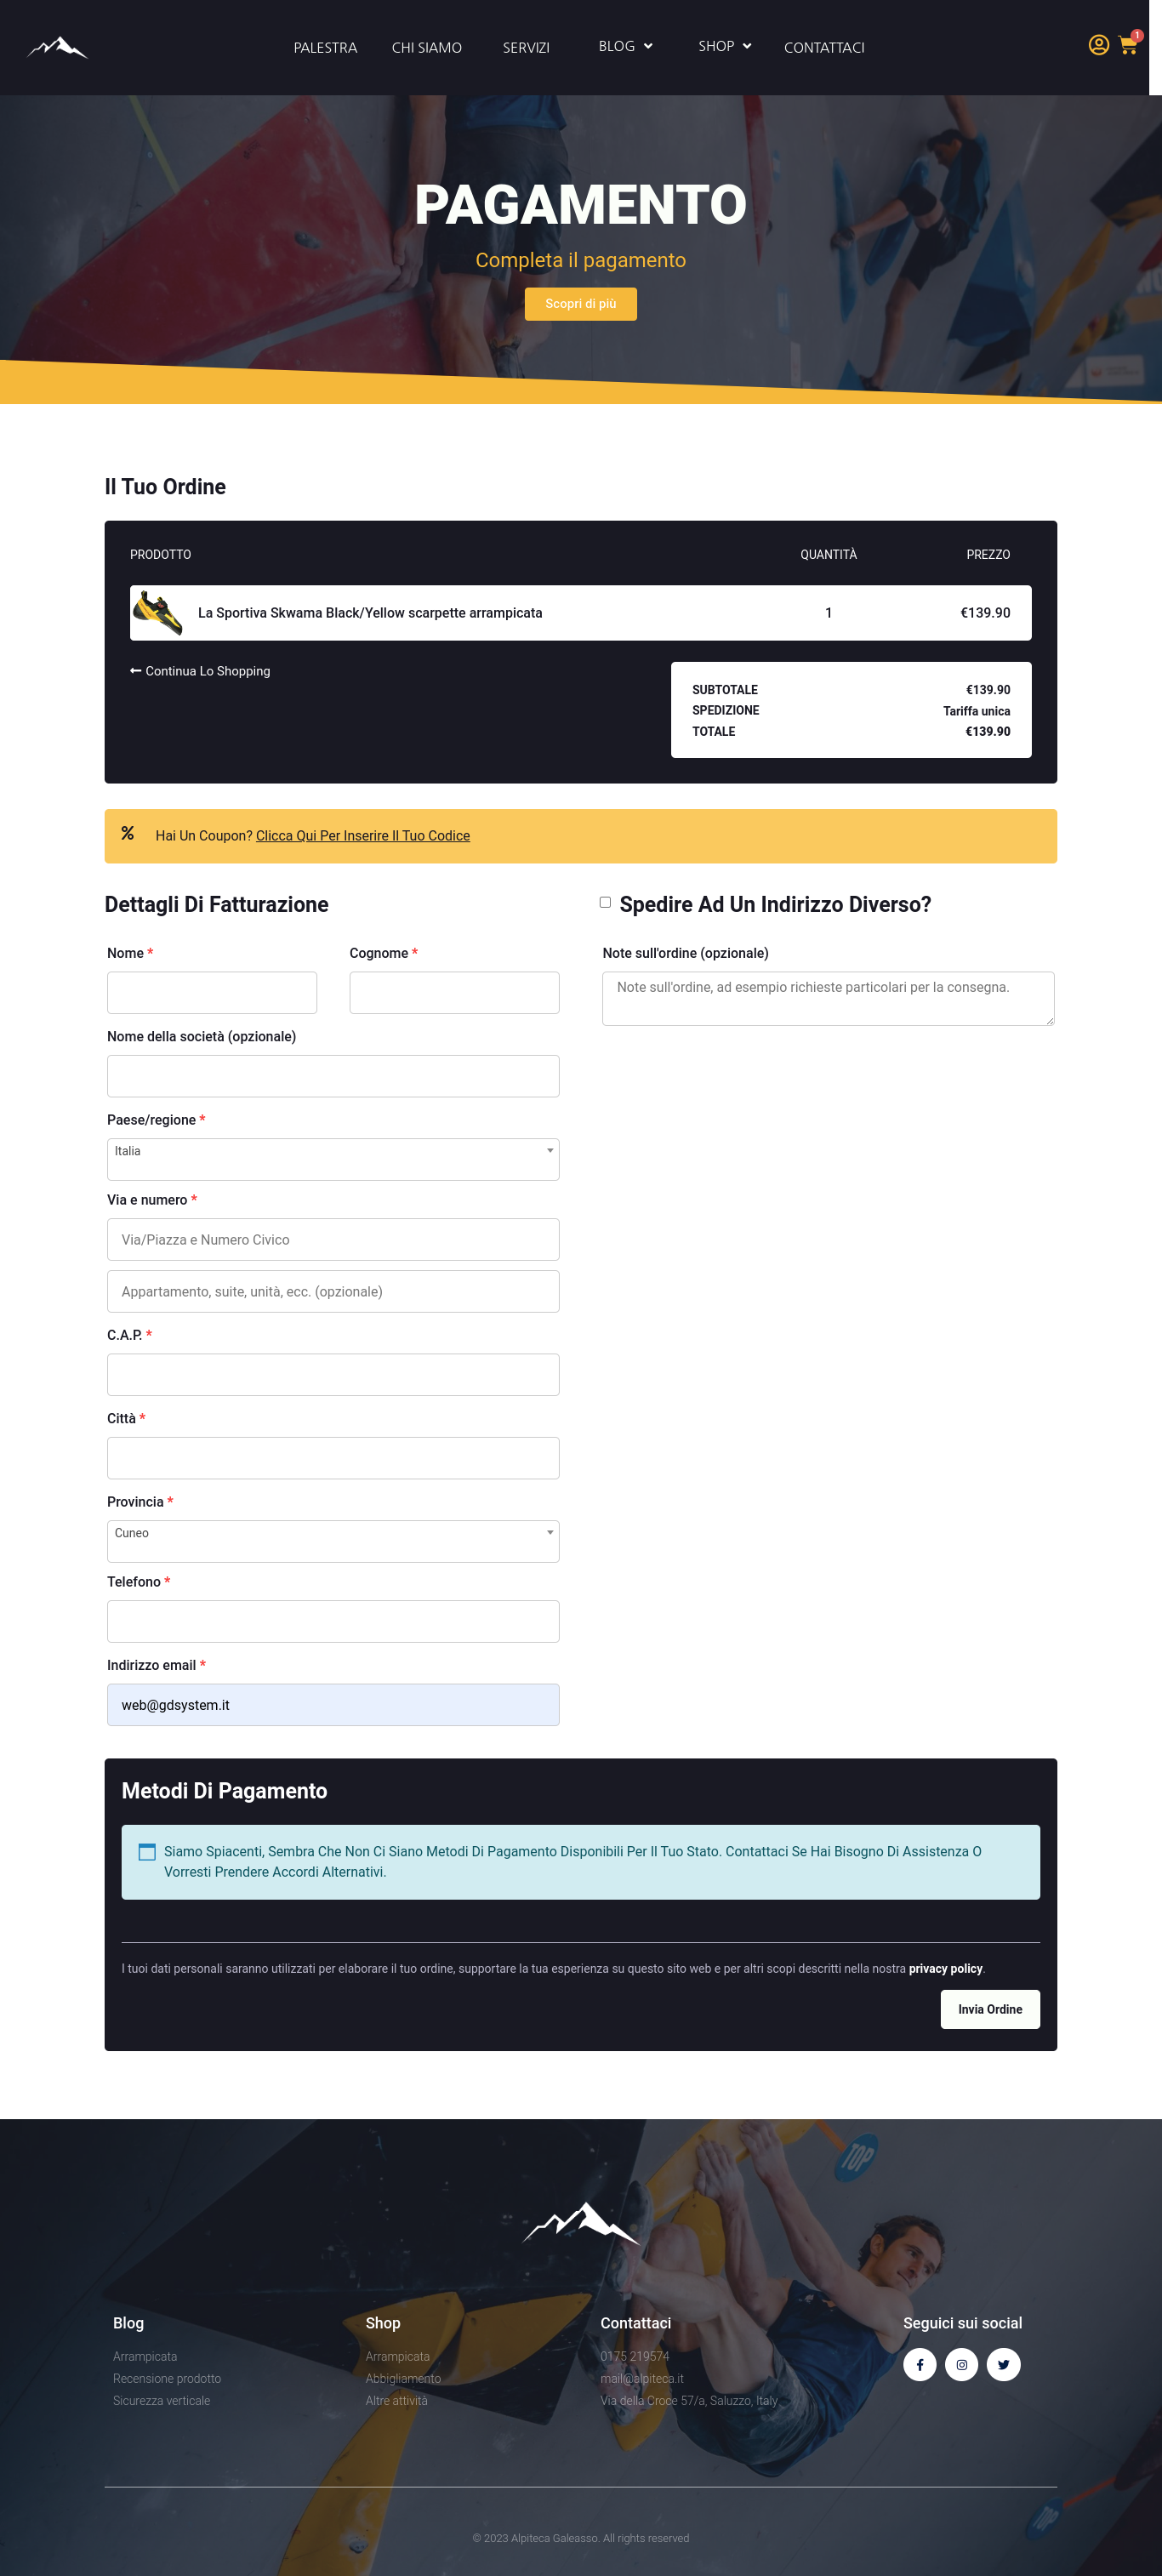 PALESTRA CHI SIAMO SERVIZI BLOG SHOP CONTATTACI 1
PAGAMENTO
Completa il pagamento
Scopri di più
Il Tuo Ordine
PRODOTTO QUANTITÀ PREZZO
La Sportiva Skwama Black/Yellow scarpette arrampicata 1 €139.90
Continua Lo Shopping
SUBTOTALE €139.90
SPEDIZIONE Tariffa unica
TOTALE €139.90
% Hai Un Coupon? Clicca Qui Per Inserire Il Tuo Codice
Dettagli Di Fatturazione
Spedire Ad Un Indirizzo Diverso?
Nome * Cognome *
Note sull'ordine (opzionale)
Note sull'ordine, ad esempio richieste particolari per la consegna.
Nome della società (opzionale)
Paese/regione *
Italia
Via e numero *
Via/Piazza e Numero Civico
Appartamento, suite, unità, ecc. (opzionale)
C.A.P. *
Città *
Provincia *
Cuneo
Telefono *
Indirizzo email *
web@gdsystem.it
Metodi Di Pagamento
Siamo Spiacenti, Sembra Che Non Ci Siano Metodi Di Pagamento Disponibili Per Il Tuo Stato. Contattaci Se Hai Bisogno Di Assistenza O
Vorresti Prendere Accordi Alternativi.
I tuoi dati personali saranno utilizzati per elaborare il tuo ordine, supportare la tua esperienza su questo sito web e per altri scopi descritti nella nostra privacy policy.
Invia Ordine
TOP
Blog Shop Contattaci Seguici sui social
Arrampicata Arrampicata 0175 219574
Recensione prodotto Abbigliamento mail@alpiteca.it
Sicurezza verticale Altre attività Via della Croce 57/a, Saluzzo, Italy
© 2023 Alpiteca Galeasso. All rights reserved